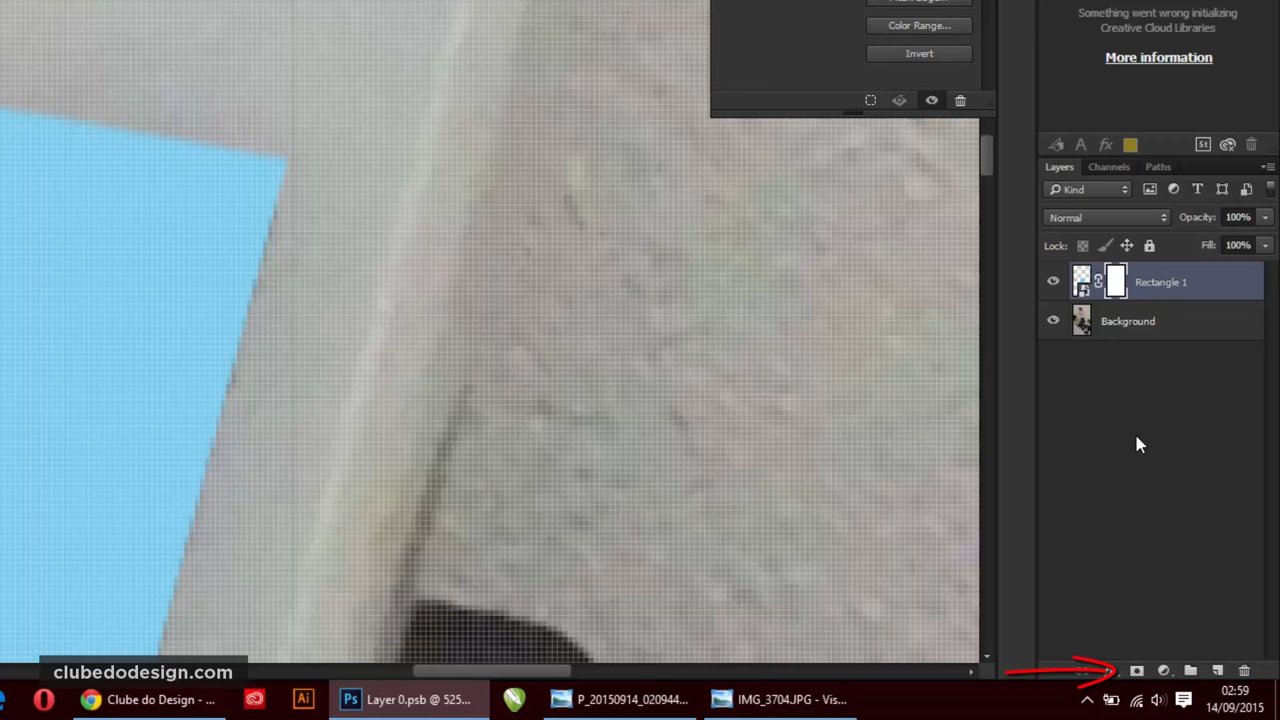 Color Range...
Invert
Something went wrong initializing
Creative Cloud Libraries
More information
Layers Channels Paths
Kind
Normal Opacity: 100%
Lock: Fill: 100%
Rectangle 1
Background
clubedodesign.com
Clube do Design - ...
Ai
Ps Layer 0.psb @ 525...
P_20150914_020944...
IMG_3704.JPG - Vis...
02:59
14/09/2015